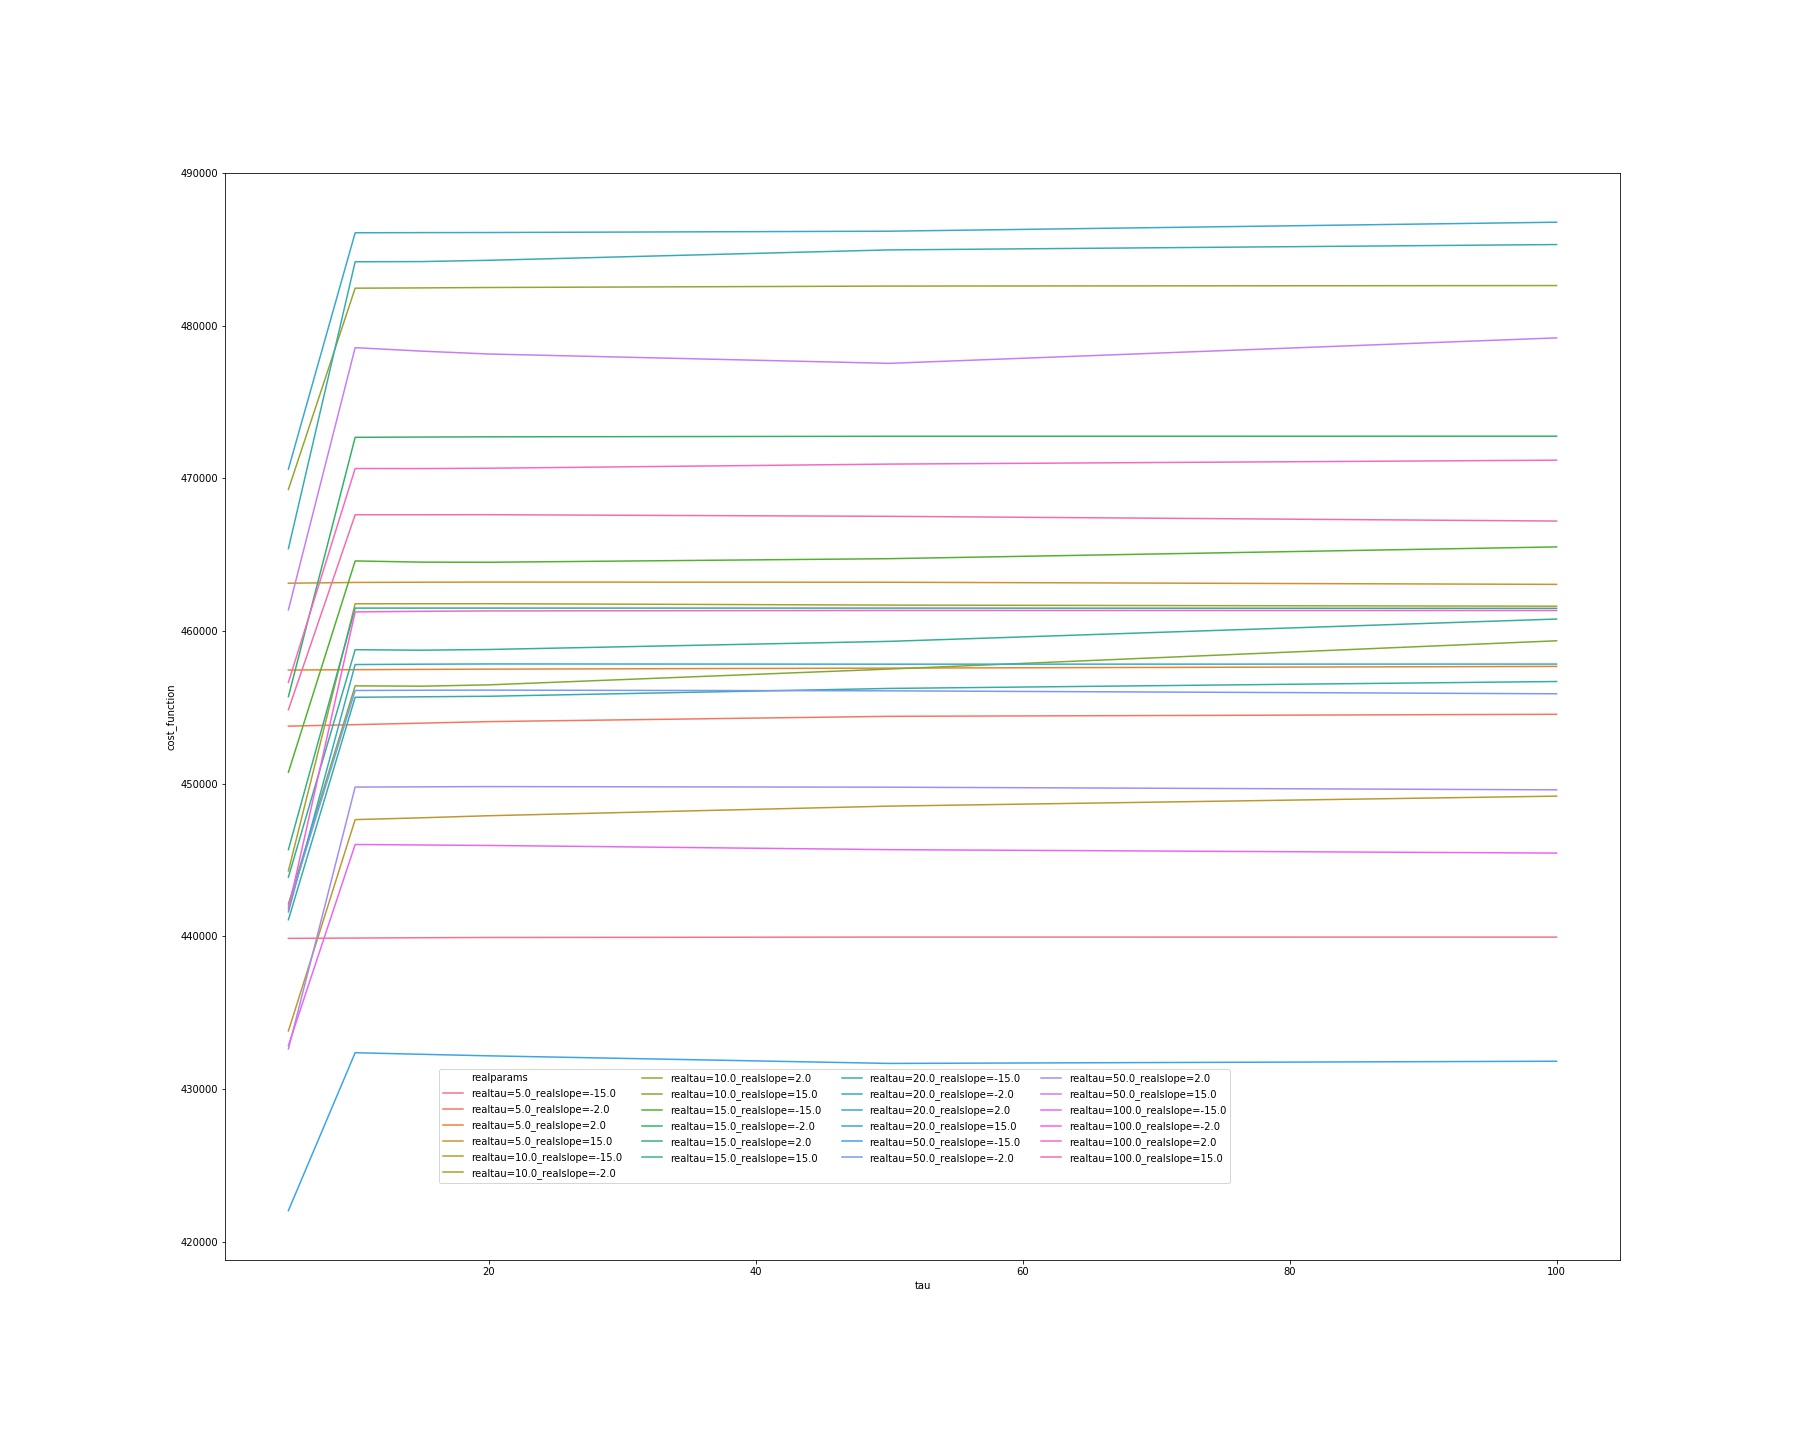 490000
480000
470000
460000
450000
440000
430000
420000
cost_function
realparams
realtau=5.0_realslope=-15.0
realtau=5.0_realslope=-2.0
realtau=5.0_realslope=2.0
realtau=5.0_realslope=15.0
realtau=10.0_realslope=-15.0
realtau=10.0_realslope=-2.0
realtau=10.0_realslope=2.0
realtau=10.0_realslope=15.0
realtau=15.0_realslope=-15.0
realtau=15.0_realslope=-2.0
realtau=15.0_realslope=2.0
realtau=15.0_realslope=15.0
realtau=20.0_realslope=-15.0
realtau=20.0_realslope=-2.0
realtau=20.0_realslope=2.0
realtau=20.0_realslope=15.0
realtau=50.0_realslope=-15.0
realtau=50.0_realslope=-2.0
realtau=50.0_realslope=2.0
realtau=50.0_realslope=15.0
realtau=100.0_realslope=-15.0
realtau=100.0_realslope=-2.0
realtau=100.0_realslope=2.0
realtau=100.0_realslope=15.0
20 40 60 80 100
tau